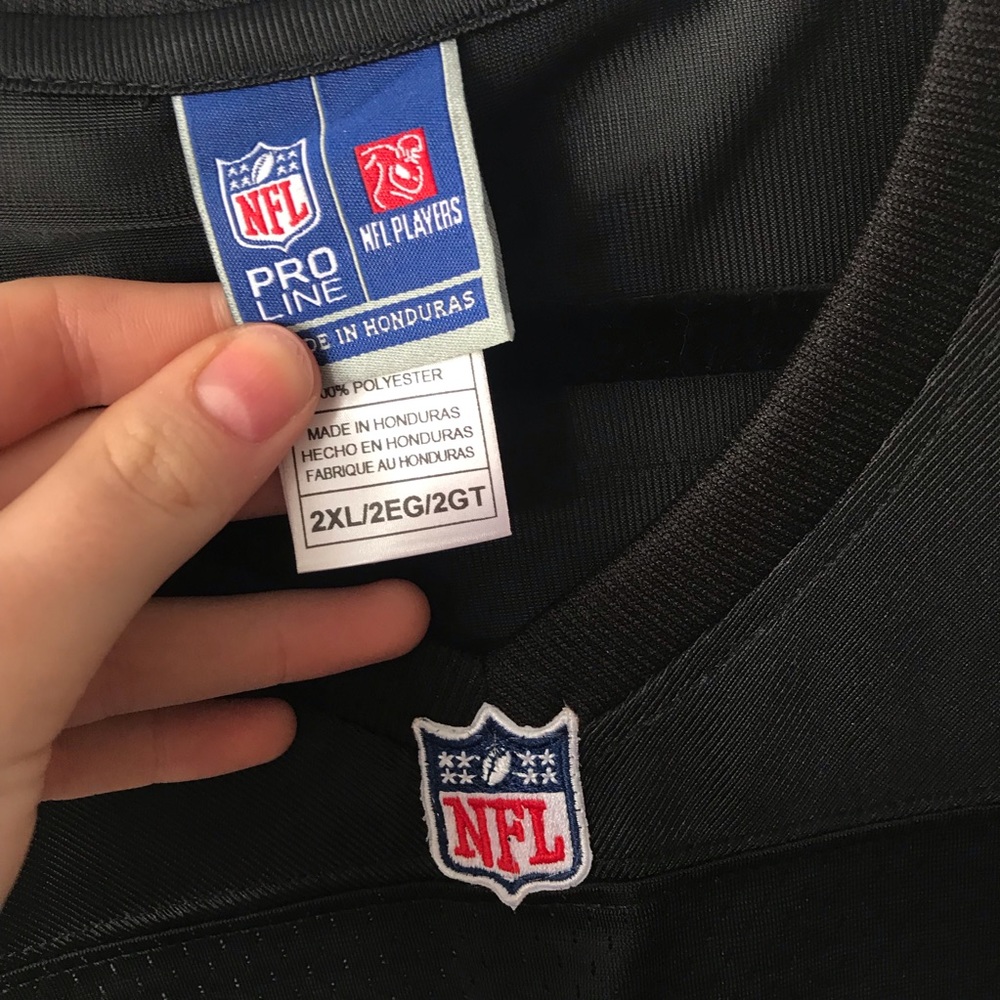 NFL
PRO
LINE
NFL PLAYERS
DE IN HONDURAS
% POLYESTER
MADE IN HONDURAS
HECHO EN HONDURAS
FABRIQUE AU HONDURAS
2XL/2EG/2GT
NFL